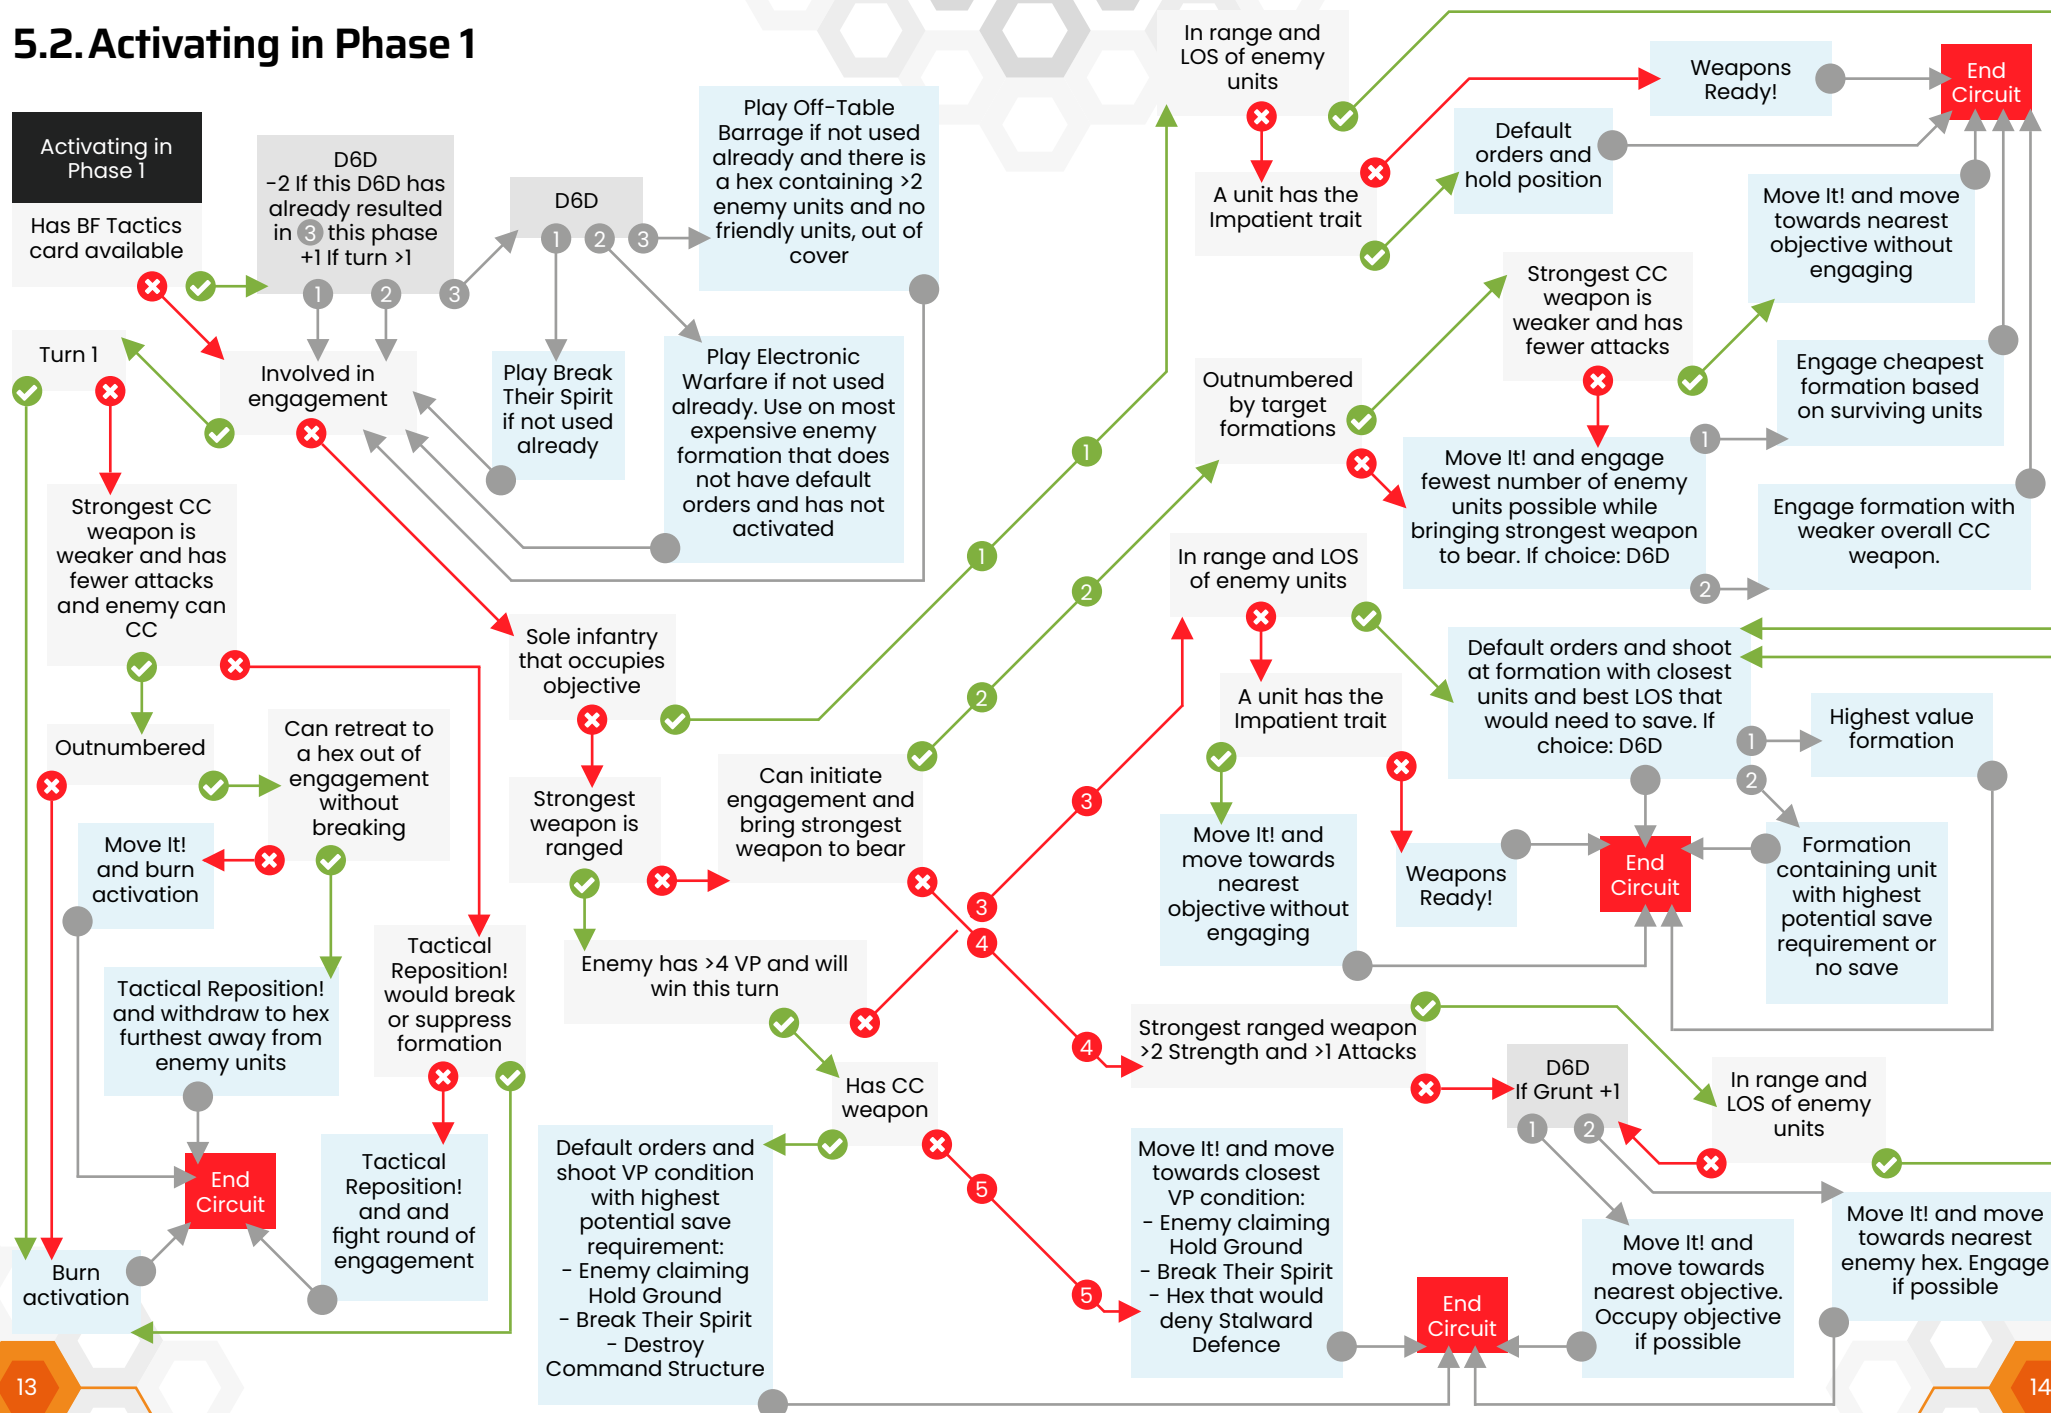 5.2. Activating in Phase 1
Activating in
Phase 1
Has BF Tactics
card available
D6D
-2 If this D6D has
already resulted
in 3 this phase
+1 If turn >1
1
2
3
D6D
1
2
3
Play Off-Table
Barrage if not used
already and there is
a hex containing >2
enemy units and no
friendly units, out of
cover
Turn 1
Involved in
engagement
Play Break
Their Spirit
if not used
already
Play Electronic
Warfare if not used
already. Use on most
expensive enemy
formation that does
not have default
orders and has not
activated
Strongest CC
weapon is
weaker and has
fewer attacks
and enemy can
CC
Outnumbered
Can retreat to
a hex out of
engagement
without
breaking
Move It!
and burn
activation
Tactical Reposition!
and withdraw to hex
furthest away from
enemy units
Tactical
Reposition!
would break
or suppress
formation
Tactical
Reposition!
and and
fight round of
engagement
End
Circuit
Burn
activation
Sole infantry
that occupies
objective
Strongest
weapon is
ranged
Can initiate
engagement and
bring strongest
weapon to bear
Enemy has >4 VP and will
win this turn
Has CC
weapon
Default orders and
shoot VP condition
with highest
potential save
requirement:
- Enemy claiming
Hold Ground
- Break Their Spirit
- Destroy
Command Structure
1
1
2
2
3
3
4
4
5
5
In range and
LOS of enemy
units
A unit has the
Impatient trait
Weapons
Ready!
End
Circuit
Default
orders and
hold position
Move It! and move
towards nearest
objective without
engaging
Outnumbered
by target
formations
Strongest CC
weapon is
weaker and has
fewer attacks
Move It! and engage
fewest number of enemy
units possible while
bringing strongest weapon
to bear. If choice: D6D
1
2
Engage cheapest
formation based
on surviving units
Engage formation with
weaker overall CC
weapon.
In range and LOS
of enemy units
A unit has the
Impatient trait
Move It! and
move towards
nearest
objective without
engaging
Weapons
Ready!
Default orders and shoot
at formation with closest
units and best LOS that
would need to save. If
choice: D6D
1
2
Highest value
formation
Formation
containing unit
with highest
potential save
requirement or
no save
End
Circuit
Strongest ranged weapon
>2 Strength and >1 Attacks
D6D
If Grunt +1
1
2
In range and
LOS of enemy
units
Move It! and move
towards closest
VP condition:
- Enemy claiming
Hold Ground
- Break Their Spirit
- Hex that would
deny Stalward
Defence
End
Circuit
Move It! and
move towards
nearest objective.
Occupy objective
if possible
Move It! and move
towards nearest
enemy hex. Engage
if possible
13
14